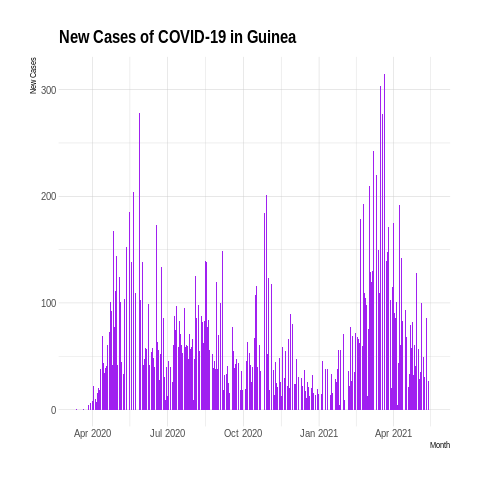 New Cases of COVID-19 in Guinea
New Cases
300
200
100
0
Apr 2020 Jul 2020 Oct 2020 Jan 2021 Apr 2021
Month